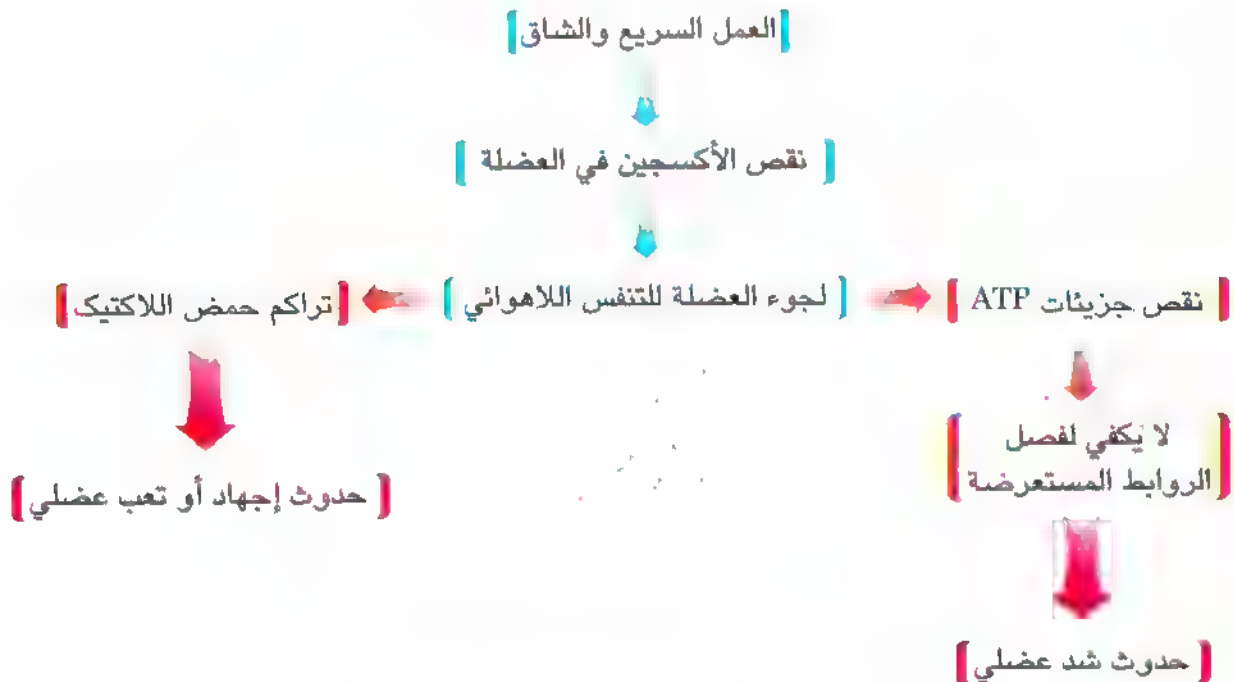 [العمل السريع والشاق]
[نقص الأكسجين في العضلة]
[نقص جزيئات ATP]
[لجوء العضلة للتنفس اللاهوائي]
[تراكم حمض اللاكتيك]
[لا يكفي لفصل
الروابط المستعرضة]
[حدوث إجهاد أو تعب عضلي]
[حدوث شد عضلي]